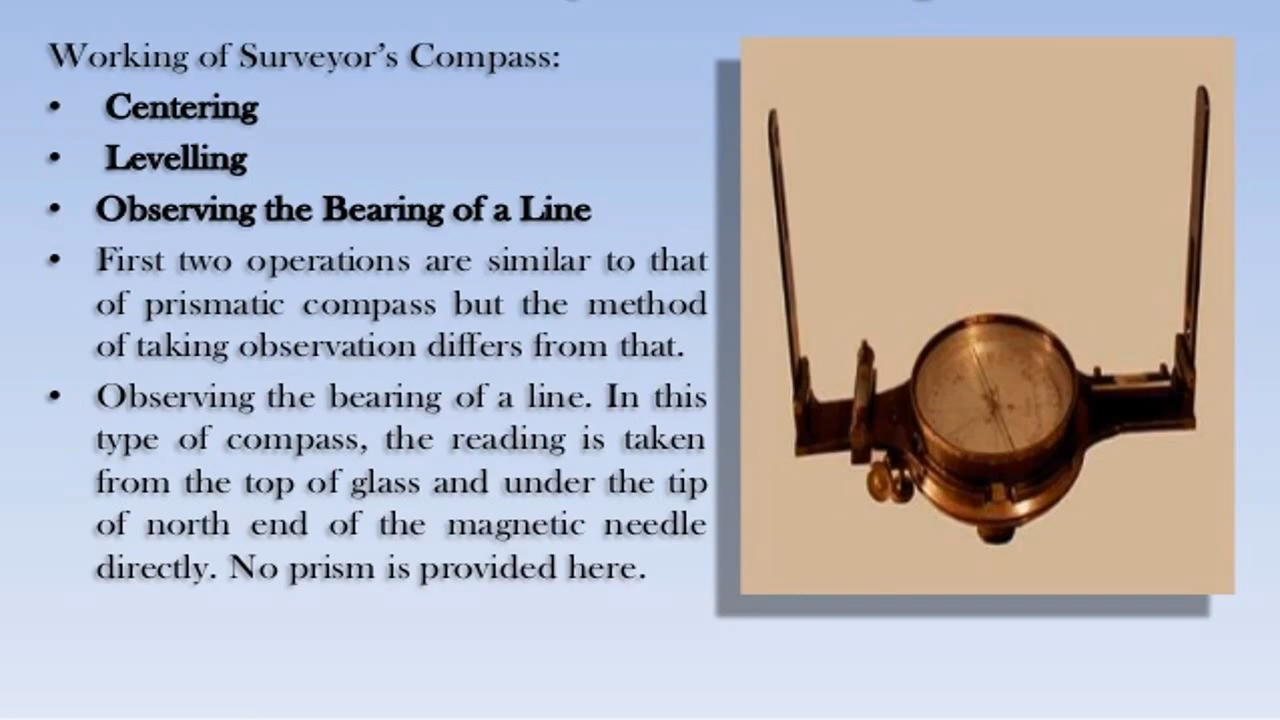 Working of Surveyor's Compass:
• Centering
• Levelling
• Observing the Bearing of a Line
• First two operations are similar to that
of prismatic compass but the method
of taking observation differs from that.
• Observing the bearing of a line. In this
type of compass, the reading is taken
from the top of glass and under the tip
of north end of the magnetic needle
directly. No prism is provided here.